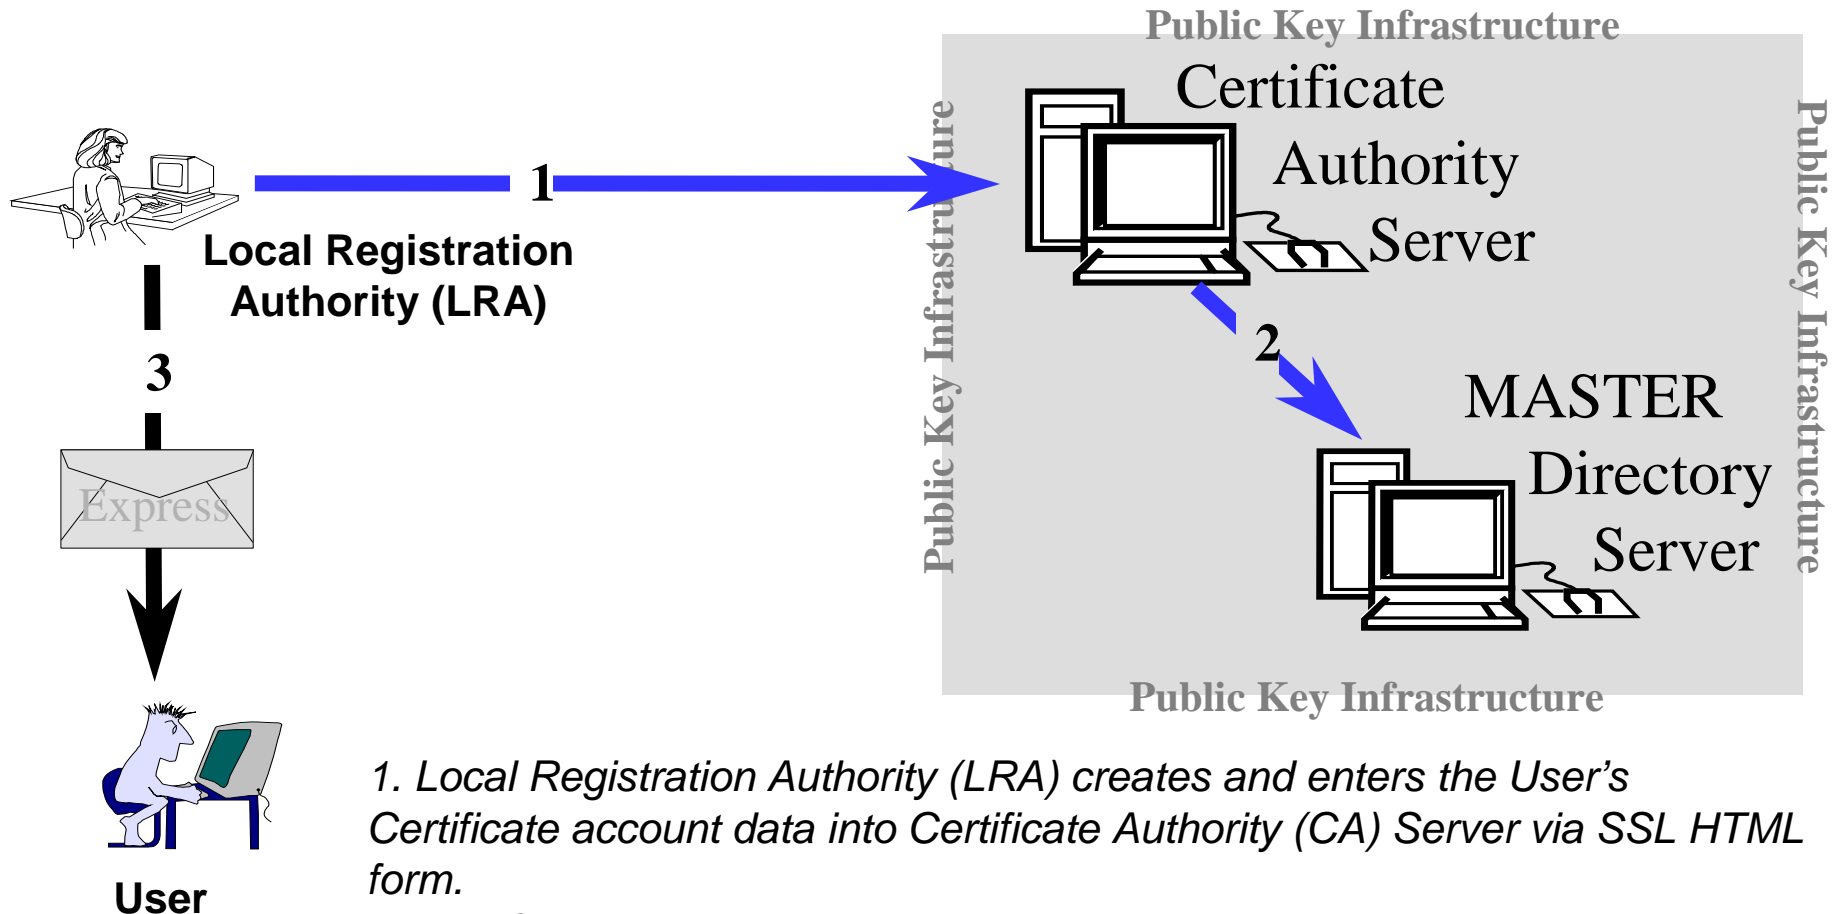 Public Key Infrastructure
Certificate
Authority
Server
Public Key Infrastructure
Public Key Infrastructure
1
Local Registration
Authority (LRA)
2
3
MASTER
Directory
Server
Express
Public Key Infrastructure
User
1. Local Registration Authority (LRA) creates and enters the User’s
Certificate account data into Certificate Authority (CA) Server via SSL HTML
form.